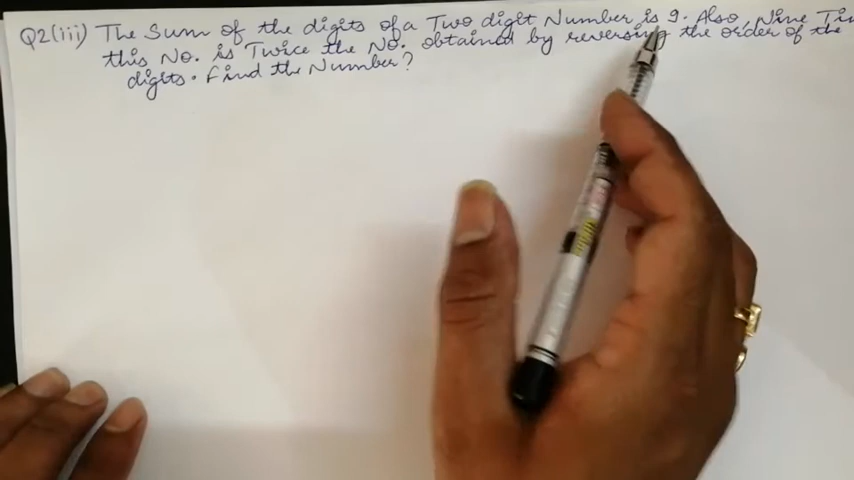 Q2(iii) The Sum of the digits of a Two digit Number is 9. Also, Nine
this No. is Twice the No. obtained by reversing the order of the
digits. Find the Number?